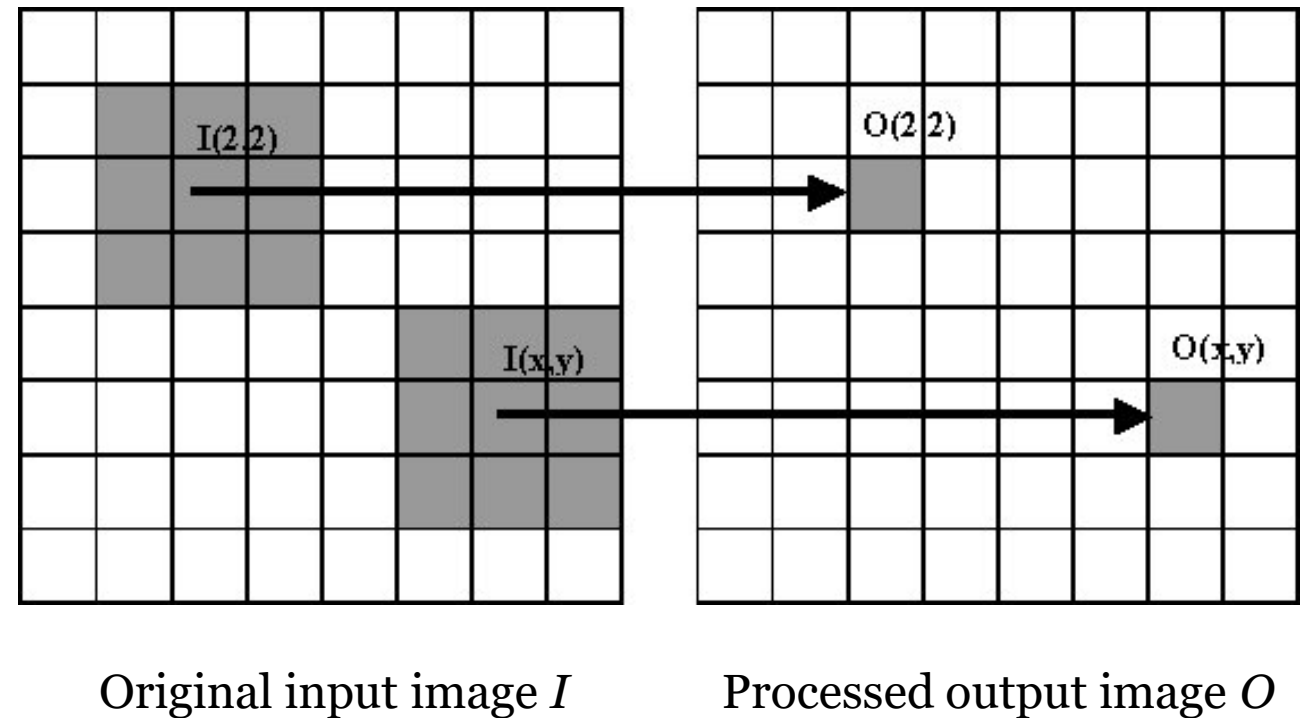 I(2,2)
O(2,2)
I(x,y)
O(x,y)
Original input image I
Processed output image O